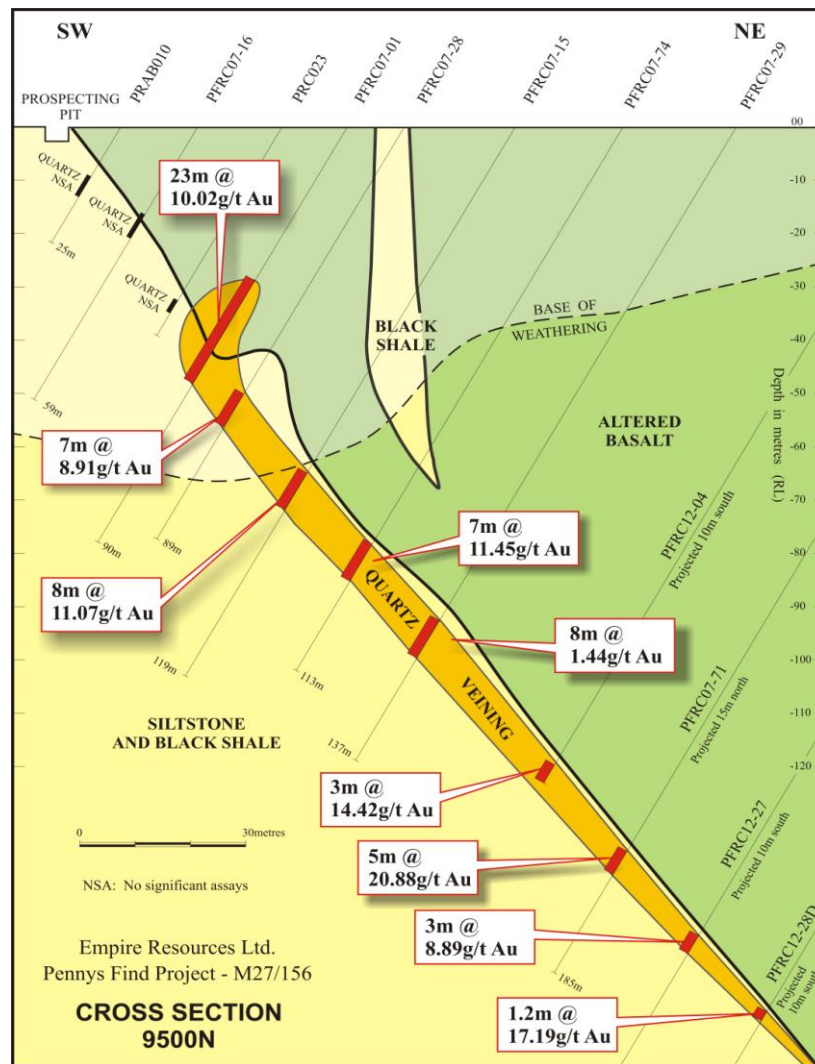 SW
NE
PRAB010
PFRC07-16
PRC023
PFRC07-01
PFRC07-28
PFRC07-15
PFRC07-74
PFRC07-29
PROSPECTING
PIT
00
-10
-20
-30
-40
-50
-60
-70
-80
-90
-100
-110
-120
Depth in metres (RL)
QUARTZ
NSA
QUARTZ
NSA
QUARTZ
NSA
25m
59m
90m
89m
119m
113m
137m
185m
23m @
10.02g/t Au
BLACK
SHALE
BASE OF
WEATHERING
ALTERED
BASALT
7m @
8.91g/t Au
8m @
11.07g/t Au
7m @
11.45g/t Au
8m @
1.44g/t Au
QUARTZ
VEINING
3m @
14.42g/t Au
5m @
20.88g/t Au
3m @
8.89g/t Au
1.2m @
17.19g/t Au
PFRC12-04
Projected 10m south
PFRC07-71
Projected 15m north
PFRC12-27
Projected 10m south
PFRC12-28D
Projected
10m south
SILTSTONE
AND BLACK SHALE
0
30metres
NSA: No significant assays
Empire Resources Ltd.
Pennys Find Project - M27/156
CROSS SECTION
9500N